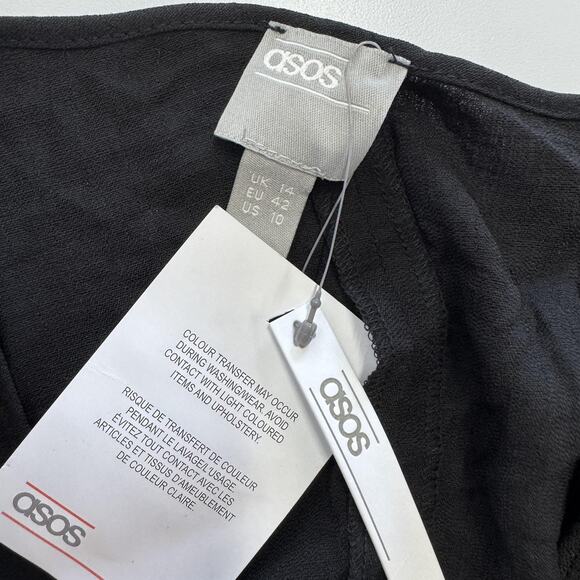 asos
UK 14
EU 42
US 10
COLOUR TRANSFER MAY OCCUR
DURING WASHING/WEAR. AVOID
CONTACT WITH LIGHT COLOURED
ITEMS AND UPHOLSTERY.
RISQUE DE TRANSFERT DE COULEUR
PENDANT LE LAVAGE/L'USAGE.
ÉVITEZ TOUT CONTACT AVEC LES
ARTICLES ET TISSUS D'AMEUBLEMENT
DE COULEUR CLAIRE.
asos
asos